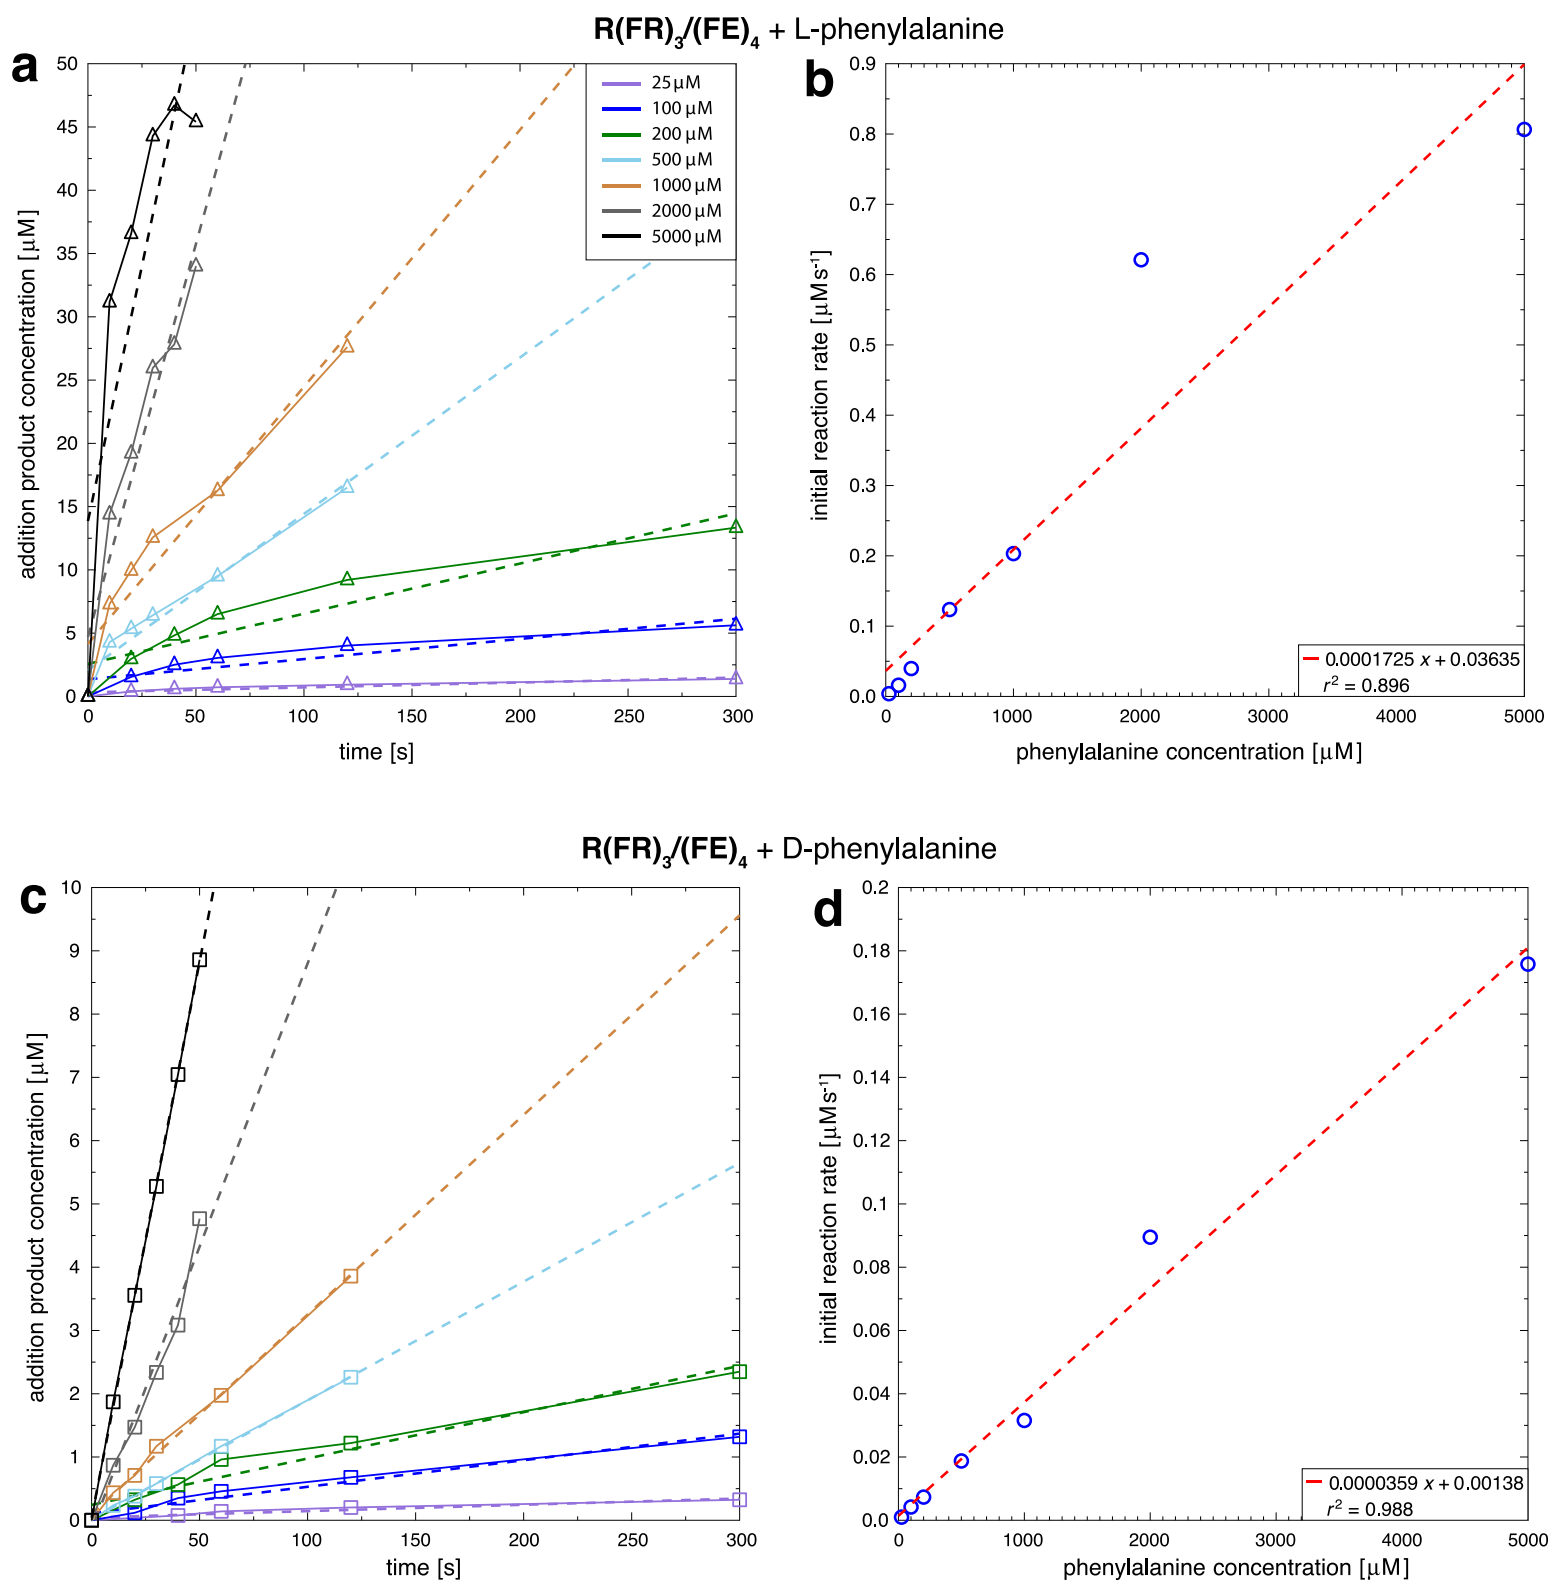 R(FR)₃/(FE)₄ + L-phenylalanine
a
50
45
40
35
30
25
20
15
10
5
0
addition product concentration [μM]
0 50 100 150 200 250 300
time [s]
25 μM
100 μM
200 μM
500 μM
1000 μM
2000 μM
5000 μM
b
0.9
0.8
0.7
0.6
0.5
0.4
0.3
0.2
0.1
0.0
initial reaction rate [μMs⁻¹]
0 1000 2000 3000 4000 5000
phenylalanine concentration [μM]
0.0001725 x + 0.03635
r² = 0.896
R(FR)₃/(FE)₄ + D-phenylalanine
c
10
9
8
7
6
5
4
3
2
1
0
addition product concentration [μM]
0 50 100 150 200 250 300
time [s]
d
0.2
0.18
0.16
0.14
0.12
0.1
0.08
0.06
0.04
0.02
0.0
initial reaction rate [μMs⁻¹]
0 1000 2000 3000 4000 5000
phenylalanine concentration [μM]
0.0000359 x + 0.00138
r² = 0.988